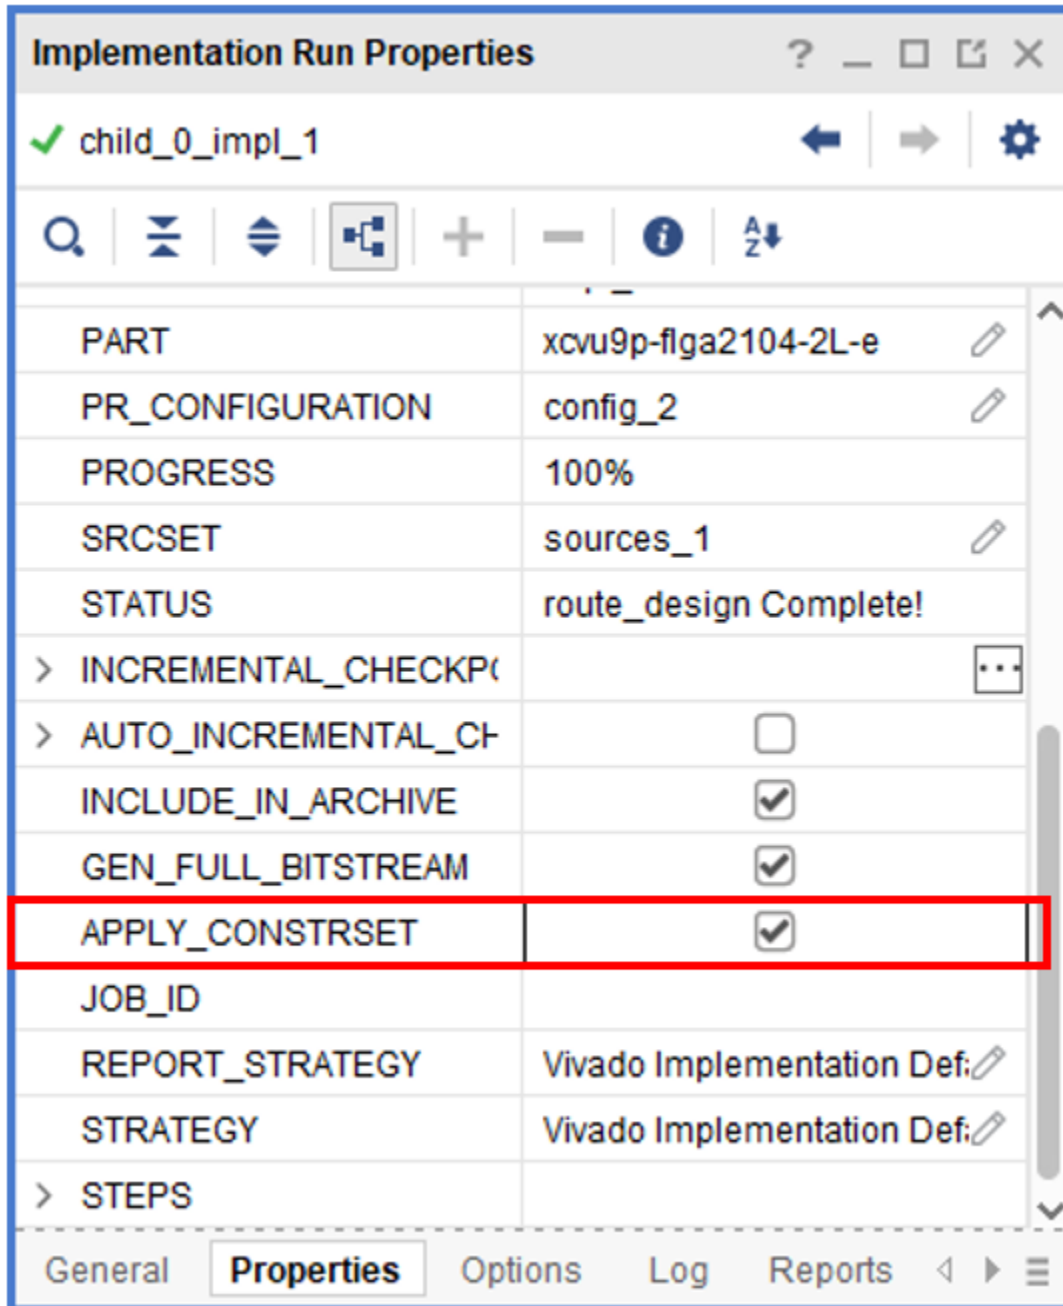 Implementation Run Properties
child_0_impl_1
PART xcvu9p-flga2104-2L-e
PR_CONFIGURATION config_2
PROGRESS 100%
SRCSET sources_1
STATUS route_design Complete!
INCREMENTAL_CHECKP(
AUTO_INCREMENTAL_CH
INCLUDE_IN_ARCHIVE
GEN_FULL_BITSTREAM
APPLY_CONSTRSET
JOB_ID
REPORT_STRATEGY Vivado Implementation Def
STRATEGY Vivado Implementation Def
STEPS
General Properties Options Log Reports